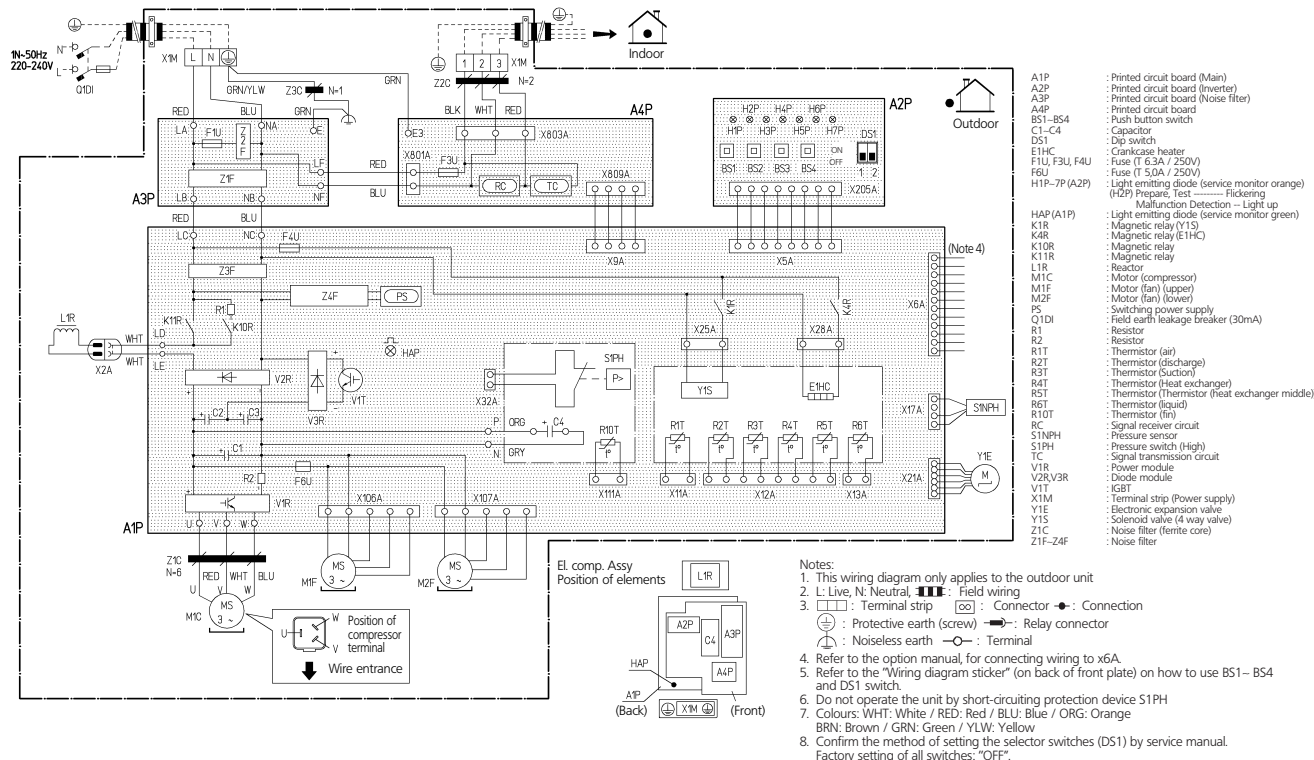 1N~50Hz
220-240V
N
L
Q1DI
X1M
L N
GRN/YLW
Z3C N=1
GRN
GRN
RED
BLU
LA
NA
E
F1U
Z2F
Z1F
LF
NF
LB
NB
A3P
RED
BLU
Indoor
1 2 3
X1M
Z2C
N=2
BLK WHT RED
A4P
E3
X803A
X801A
RED
BLU
F3U
RC
TC
X809A
A2P
H2P H4P H6P
H1P H3P H5P H7P
DS1
ON
OFF
BS1 BS2 BS3 BS4
1 2
X205A
Outdoor
RED
BLU
LC
NC
F4U
X9A
X5A
(Note 4)
X6A
Z3F
Z4F
PS
R1
K11R
K10R
L1R
WHT
LD
WHT
LE
X2A
HAP
K1R
K4R
X25A
X28A
V2R
V1T
V3R
C2
C3
X32A
S1PH
P>
Y1S
E1HC
X17A
S1NPH
P
ORG
C4
N
GRY
R10T
t°
R1T
R2T
R3T
R4T
R5T
R6T
t° t° t° t° t° t°
C1
R2
F6U
V1R
X106A
X107A
X111A
X11A
X12A
X13A
X21A
Y1E
M
A1P
U V W
Z1C
N=6
RED WHT BLU
U V W
MS
3 ~
M1C
MS
3 ~
M1F
MS
3 ~
M2F
W
U
V
Position of
compressor
terminal
Wire entrance
El. comp. Assy
Position of elements
L1R
A2P
C4
A3P
A4P
HAP
A1P
(Back)
X1M
(Front)
A1P : Printed circuit board (Main)
A2P : Printed circuit board (Inverter)
A3P : Printed circuit board (Noise filter)
A4P : Printed circuit board
BS1~BS4 : Push button switch
C1~C4 : Capacitor
DS1 : Dip switch
E1HC : Crankcase heater
F1U, F3U, F4U : Fuse (T 6.3A / 250V)
F6U : Fuse (T 5,0A / 250V)
H1P~7P (A2P) : Light emitting diode (service monitor orange)
(H2P) Prepare, Test --------- Flickering
Malfunction Detection -- Light up
HAP (A1P) : Light emitting diode (service monitor green)
K1R : Magnetic relay (Y1S)
K4R : Magnetic relay (E1HC)
K10R : Magnetic relay
K11R : Magnetic relay
L1R : Reactor
M1C : Motor (compressor)
M1F : Motor (fan) (upper)
M2F : Motor (fan) (lower)
PS : Switching power supply
Q1DI : Field earth leakage breaker (30mA)
R1 : Resistor
R2 : Resistor
R1T : Thermistor (air)
R2T : Thermistor (discharge)
R3T : Thermistor (Suction)
R4T : Thermistor (Heat exchanger)
R5T : Thermistor (Thermistor (heat exchanger middle)
R6T : Thermistor (liquid)
R10T : Thermistor (fin)
RC : Signal receiver circuit
S1NPH : Pressure sensor
S1PH : Pressure switch (High)
TC : Signal transmission circuit
V1R : Power module
V2R,V3R : Diode module
V1T : IGBT
X1M : Terminal strip (Power supply)
Y1E : Electronic expansion valve
Y1S : Solenoid valve (4 way valve)
Z1C : Noise filter (ferrite core)
Z1F~Z4F : Noise filter
Notes:
1. This wiring diagram only applies to the outdoor unit
2. L: Live, N: Neutral, : Field wiring
3. : Terminal strip : Connector : Connection
: Protective earth (screw) : Relay connector
: Noiseless earth : Terminal
4. Refer to the option manual, for connecting wiring to x6A.
5. Refer to the "Wiring diagram sticker" (on back of front plate) on how to use BS1~ BS4
and DS1 switch.
6. Do not operate the unit by short-circuiting protection device S1PH
7. Colours: WHT: White / RED: Red / BLU: Blue / ORG: Orange
BRN: Brown / GRN: Green / YLW: Yellow
8. Confirm the method of setting the selector switches (DS1) by service manual.
Factory setting of all switches: "OFF".